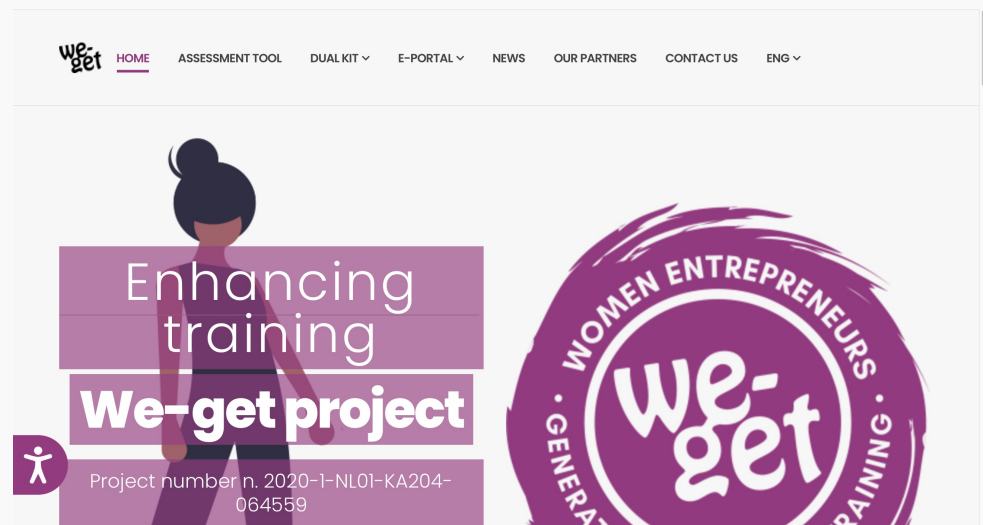 we-
get
HOME
ASSESSMENT TOOL
DUAL KIT
E-PORTAL
NEWS
OUR PARTNERS
CONTACT US
ENG
Enhancing
training
We-get project
Project number n. 2020-1-NL01-KA204-
064559
WOMEN ENTREPRENEURS
we-
get